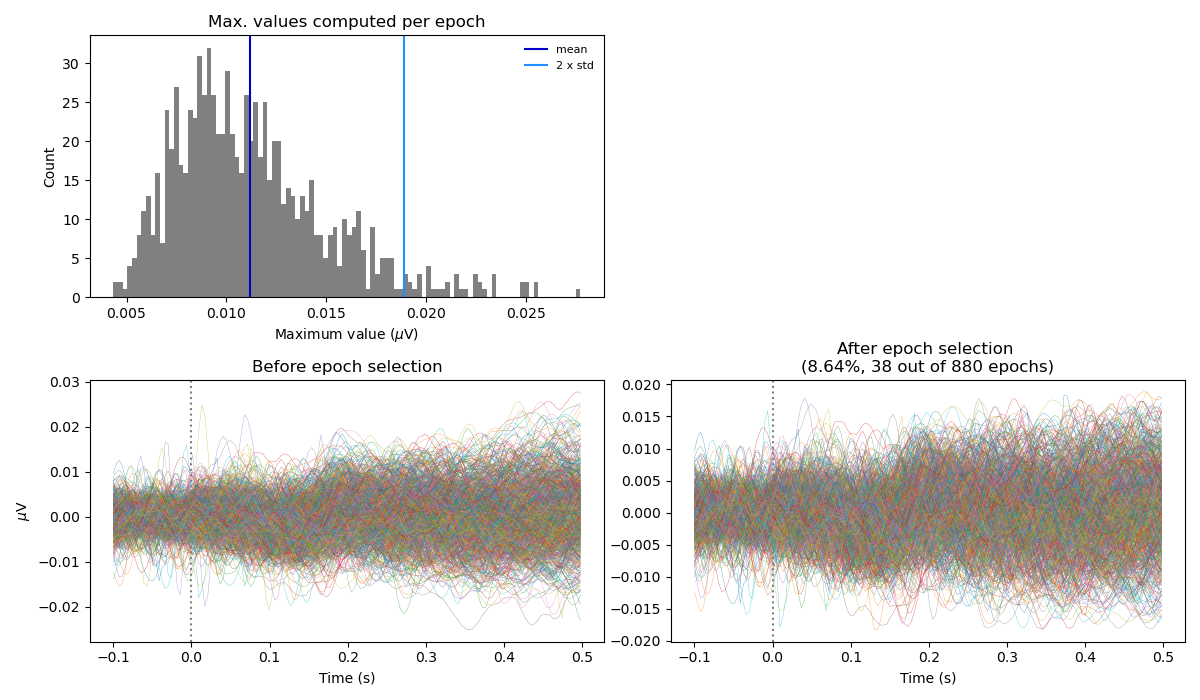 Max. values computed per epoch
mean
2 x std
30
25
20
15
10
5
0
Count
0.005 0.010 0.015 0.020 0.025
Maximum value (μV)
Before epoch selection
0.03
0.02
0.01
0.00
−0.01
−0.02
μV
−0.1 0.0 0.1 0.2 0.3 0.4 0.5
Time (s)
After epoch selection
(8.64%, 38 out of 880 epochs)
0.020
0.015
0.010
0.005
0.000
−0.005
−0.010
−0.015
−0.020
−0.1 0.0 0.1 0.2 0.3 0.4 0.5
Time (s)